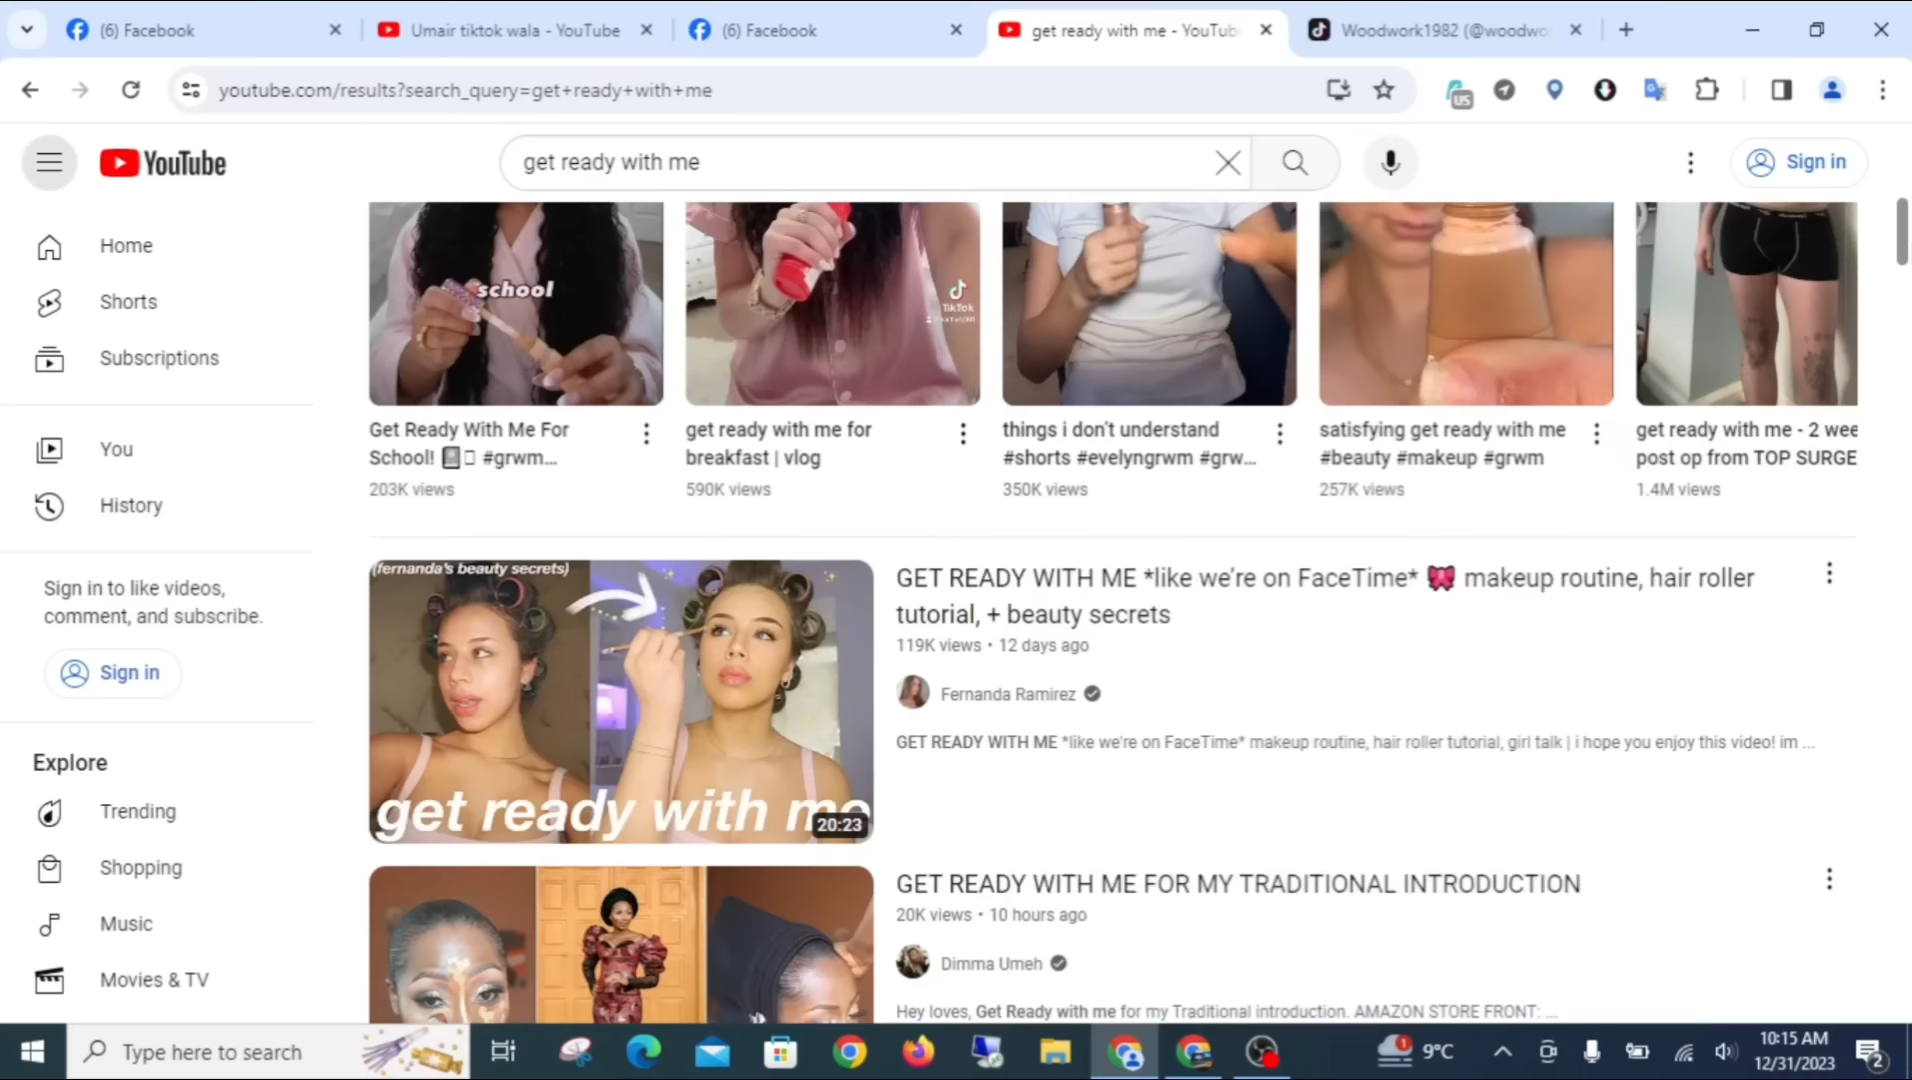 (6) Facebook
Umair tiktok wala - YouTube
(6) Facebook
get ready with me - YouTub
Woodwork1982 (@woodwo
youtube.com/results?search_query=get+ready+with+me
US
YouTube
get ready with me
Sign in
Home
Shorts
Subscriptions
You
History
Sign in to like videos,
comment, and subscribe.
Sign in
Explore
Trending
Shopping
Music
Movies & TV
school
TikTok
Get Ready With Me For
School! #grwm...
203K views
get ready with me for
breakfast | vlog
590K views
things i don't understand
#shorts #evelyngrwm #grw...
350K views
satisfying get ready with me
#beauty #makeup #grwm
257K views
get ready with me - 2 wee
post op from TOP SURGE
1.4M views
(fernanda's beauty secrets)
get ready with me
20:23
GET READY WITH ME *like we're on FaceTime* 🎀 makeup routine, hair roller
tutorial, + beauty secrets
119K views • 12 days ago
Fernanda Ramirez
GET READY WITH ME *like we're on FaceTime* makeup routine, hair roller tutorial, girl talk | i hope you enjoy this video! im ...
GET READY WITH ME FOR MY TRADITIONAL INTRODUCTION
20K views • 10 hours ago
Dimma Umeh
Hey loves, Get Ready with me for my Traditional introduction. AMAZON STORE FRONT: ...
Type here to search
1
9°C
10:15 AM
12/31/2023
2